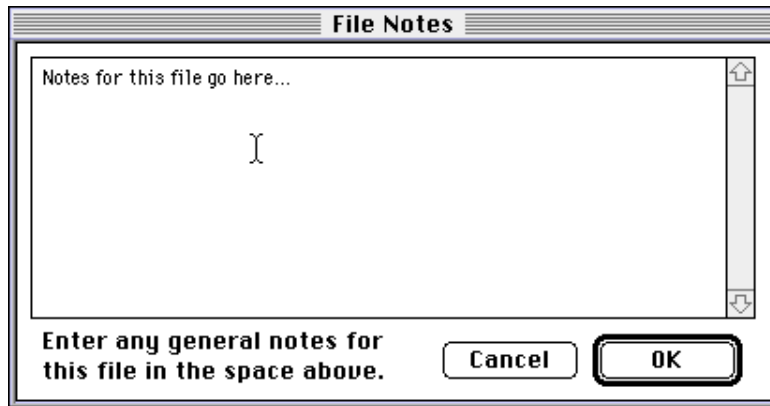 File Notes
Notes for this file go here...
Enter any general notes for
this file in the space above.
Cancel
OK